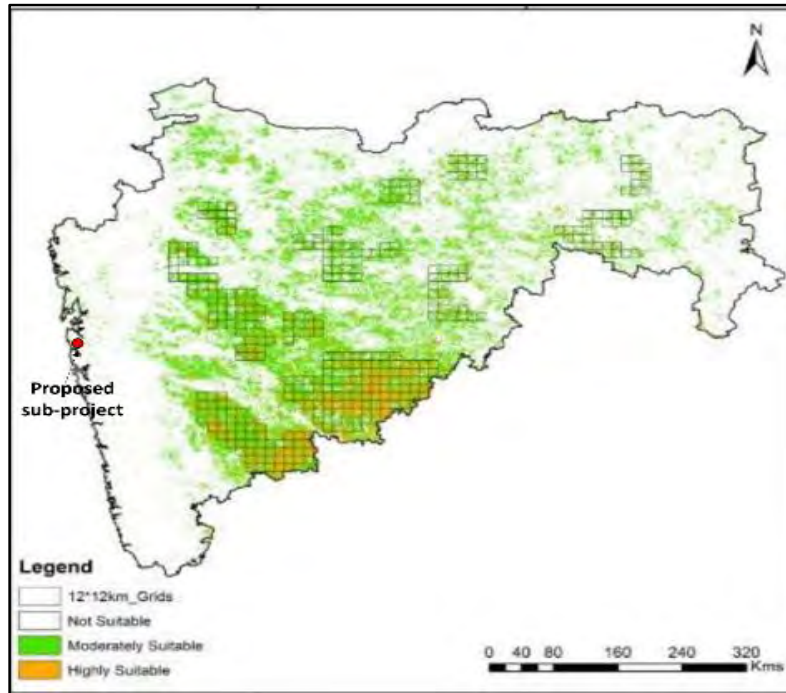 N
Proposed
sub-project
Legend
12*12km_Grids
Not Suitable
Moderately Suitable
Highly Suitable
0 40 80 160 240 320
Kms